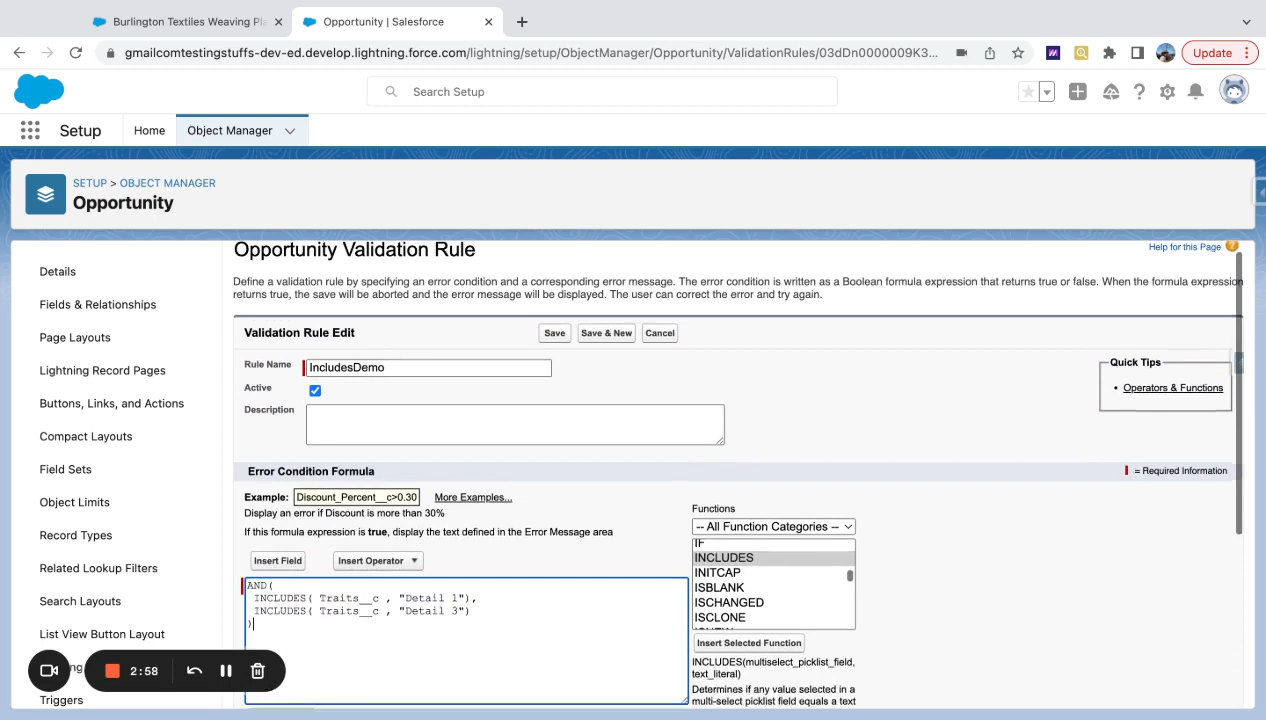 Burlington Textiles Weaving Pla
Opportunity | Salesforce
gmailcomtestingstuffs-dev-ed.develop.lightning.force.com/lightning/setup/ObjectManager/Opportunity/ValidationRules/03dDn0000009K3...
Update
Search Setup
Setup
Home
Object Manager
SETUP > OBJECT MANAGER
Opportunity
Details
Fields & Relationships
Page Layouts
Lightning Record Pages
Buttons, Links, and Actions
Compact Layouts
Field Sets
Object Limits
Record Types
Related Lookup Filters
Search Layouts
List View Button Layout
ng
Triggers
2:58
Opportunity Validation Rule
Help for this Page
Define a validation rule by specifying an error condition and a corresponding error message. The error condition is written as a Boolean formula expression that returns true or false. When the formula expression
returns true, the save will be aborted and the error message will be displayed. The user can correct the error and try again.
Validation Rule Edit
Save
Save & New
Cancel
Rule Name
IncludesDemo
Active
Description
Quick Tips
• Operators & Functions
Error Condition Formula
= Required Information
Example: Discount_Percent__c>0.30 More Examples...
Display an error if Discount is more than 30%
If this formula expression is true, display the text defined in the Error Message area
Insert Field
Insert Operator
AND(
INCLUDES( Traits__c , "Detail 1"),
INCLUDES( Traits__c , "Detail 3")
)
Functions
-- All Function Categories --
IF
INCLUDES
INITCAP
ISBLANK
ISCHANGED
ISCLONE
Insert Selected Function
INCLUDES(multiselect_picklist_field,
text_literal)
Determines if any value selected in a
multi-select picklist field equals a text